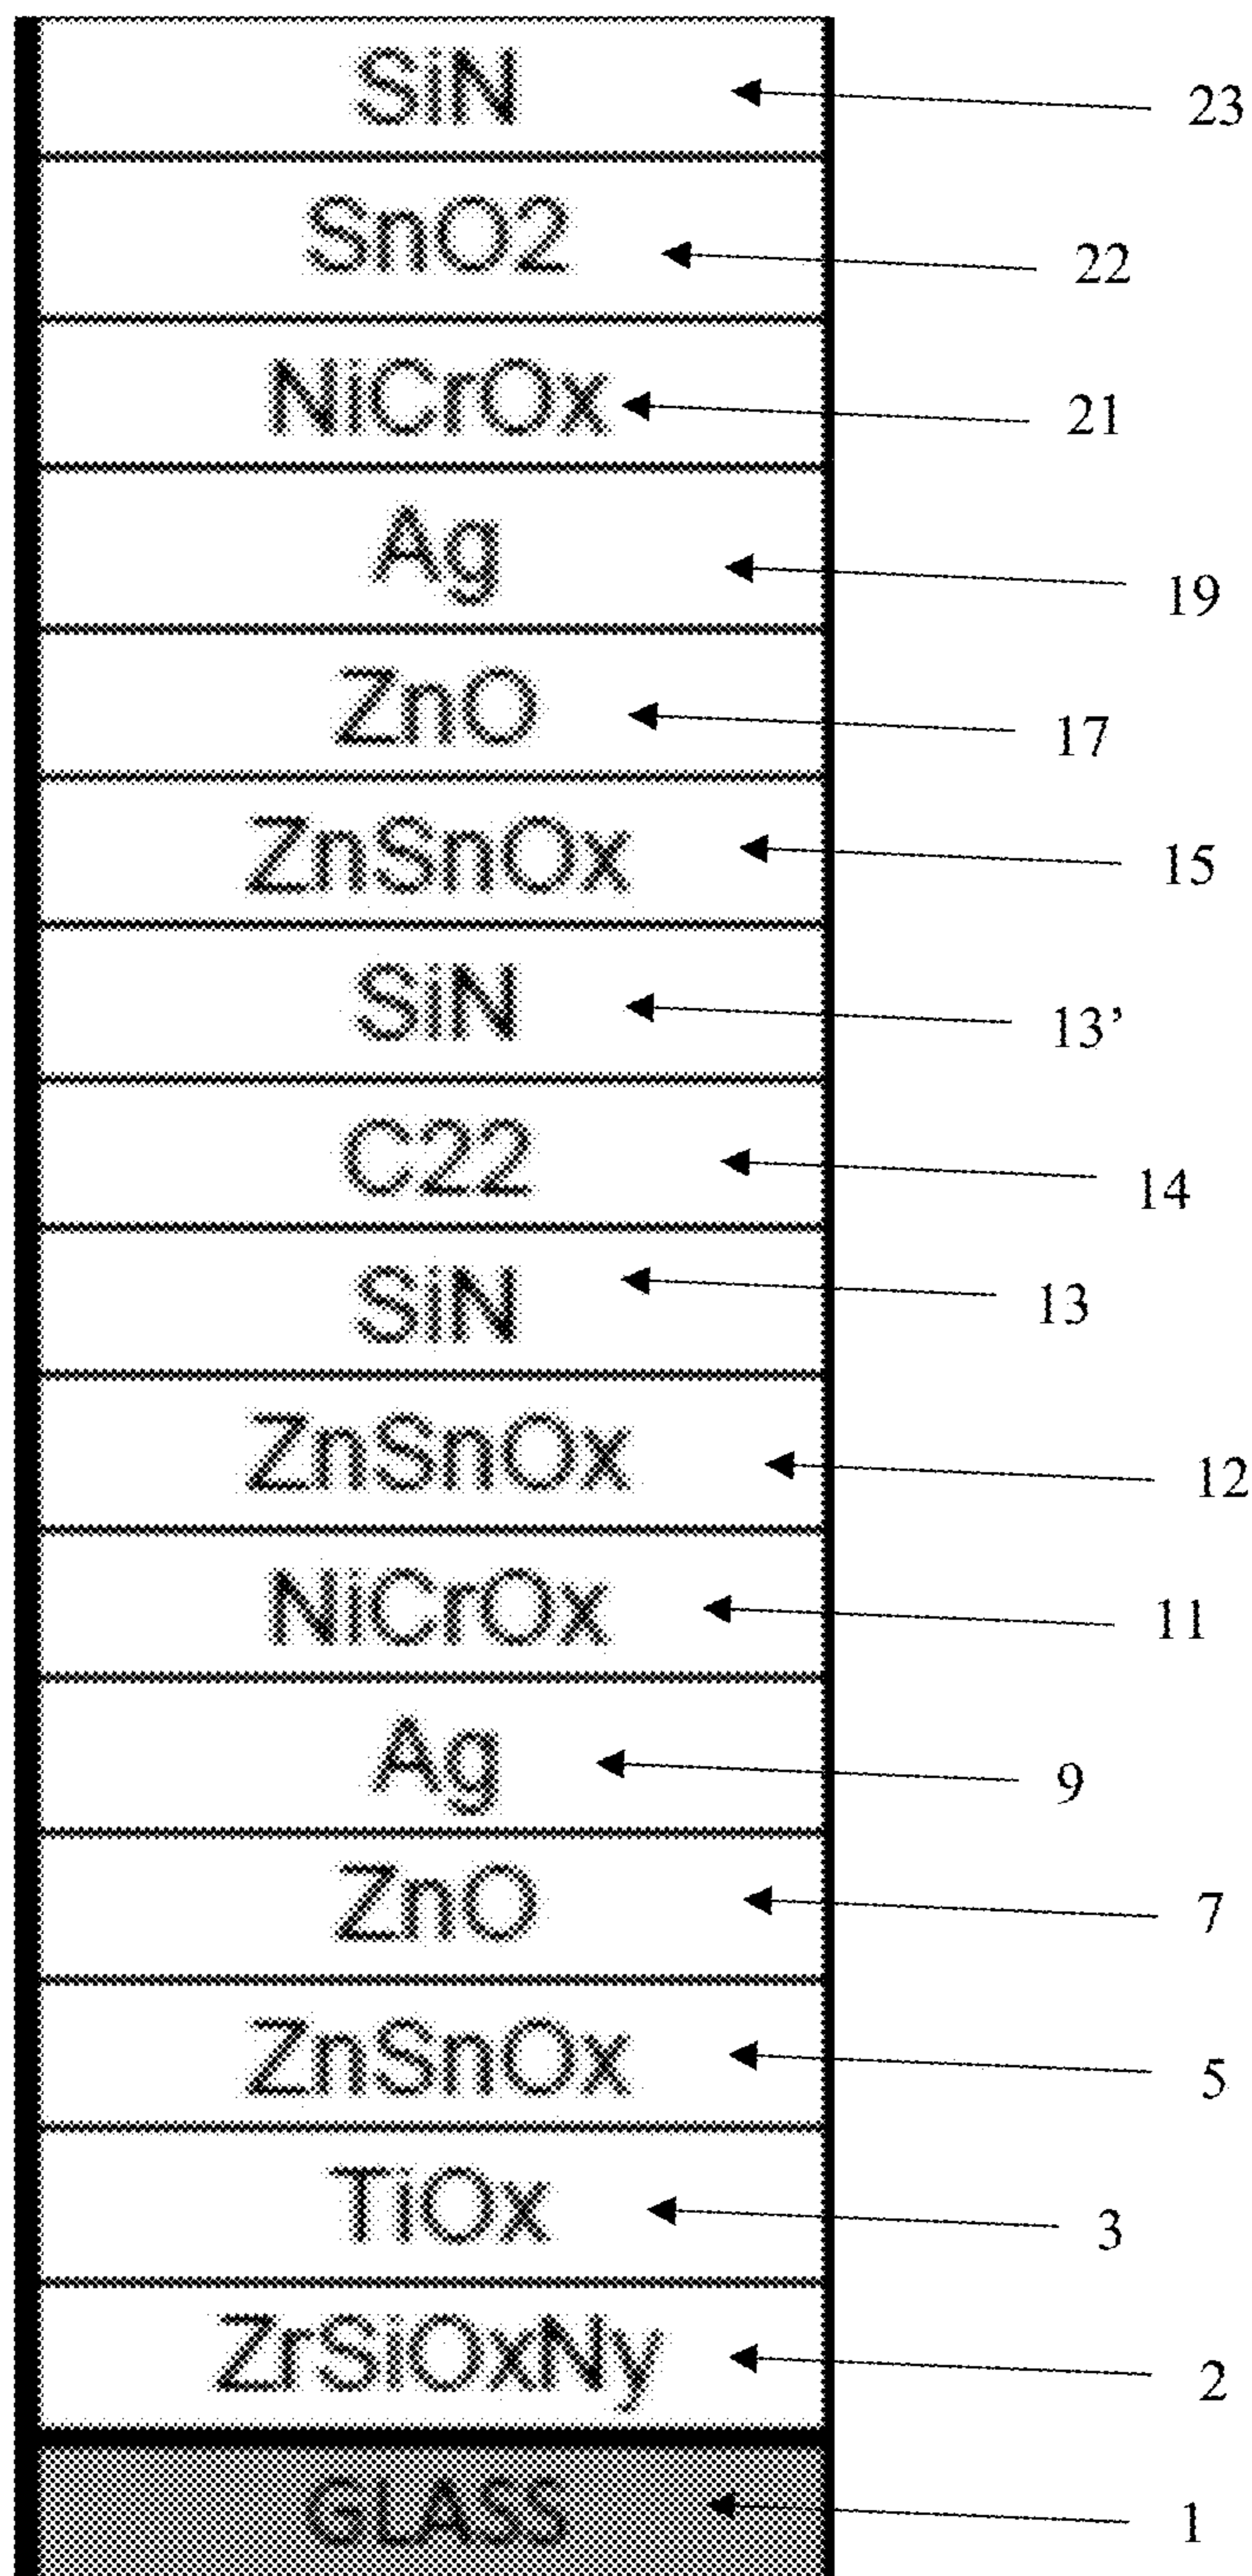 SiN 23
SnO2 22
NiCrOx 21
Ag 19
ZnO 17
ZnSnOx 15
SiN 13’
C22 14
SiN 13
ZnSnOx 12
NiCrOx 11
Ag 9
ZnO 7
ZnSnOx 5
TiOx 3
ZrSiOxNy 2
GLASS 1